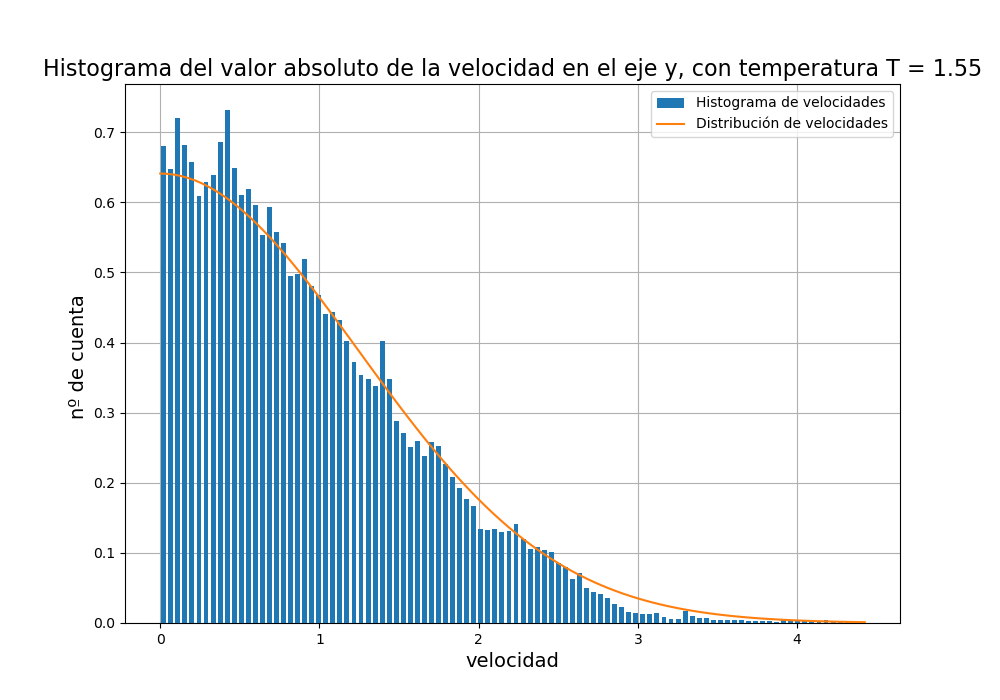 Histograma del valor absoluto de la velocidad en el eje y, con temperatura T = 1.55
Histograma de velocidades
Distribución de velocidades
nº de cuenta
0.7
0.6
0.5
0.4
0.3
0.2
0.1
0.0
0 1 2 3 4
velocidad